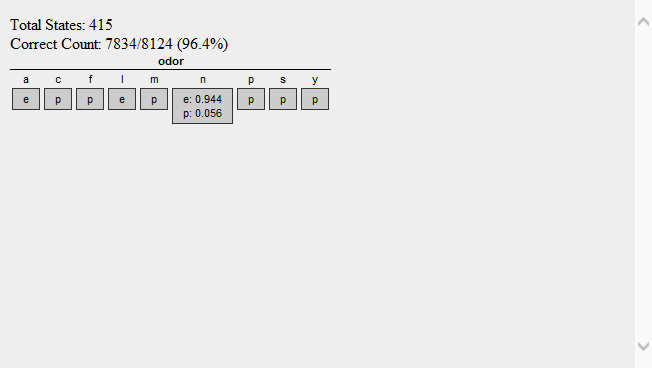 Total States: 415
Correct Count: 7834/8124 (96.4%)
odor
a c f l m n p s y
e p p e p e: 0.944 p p p
p: 0.056